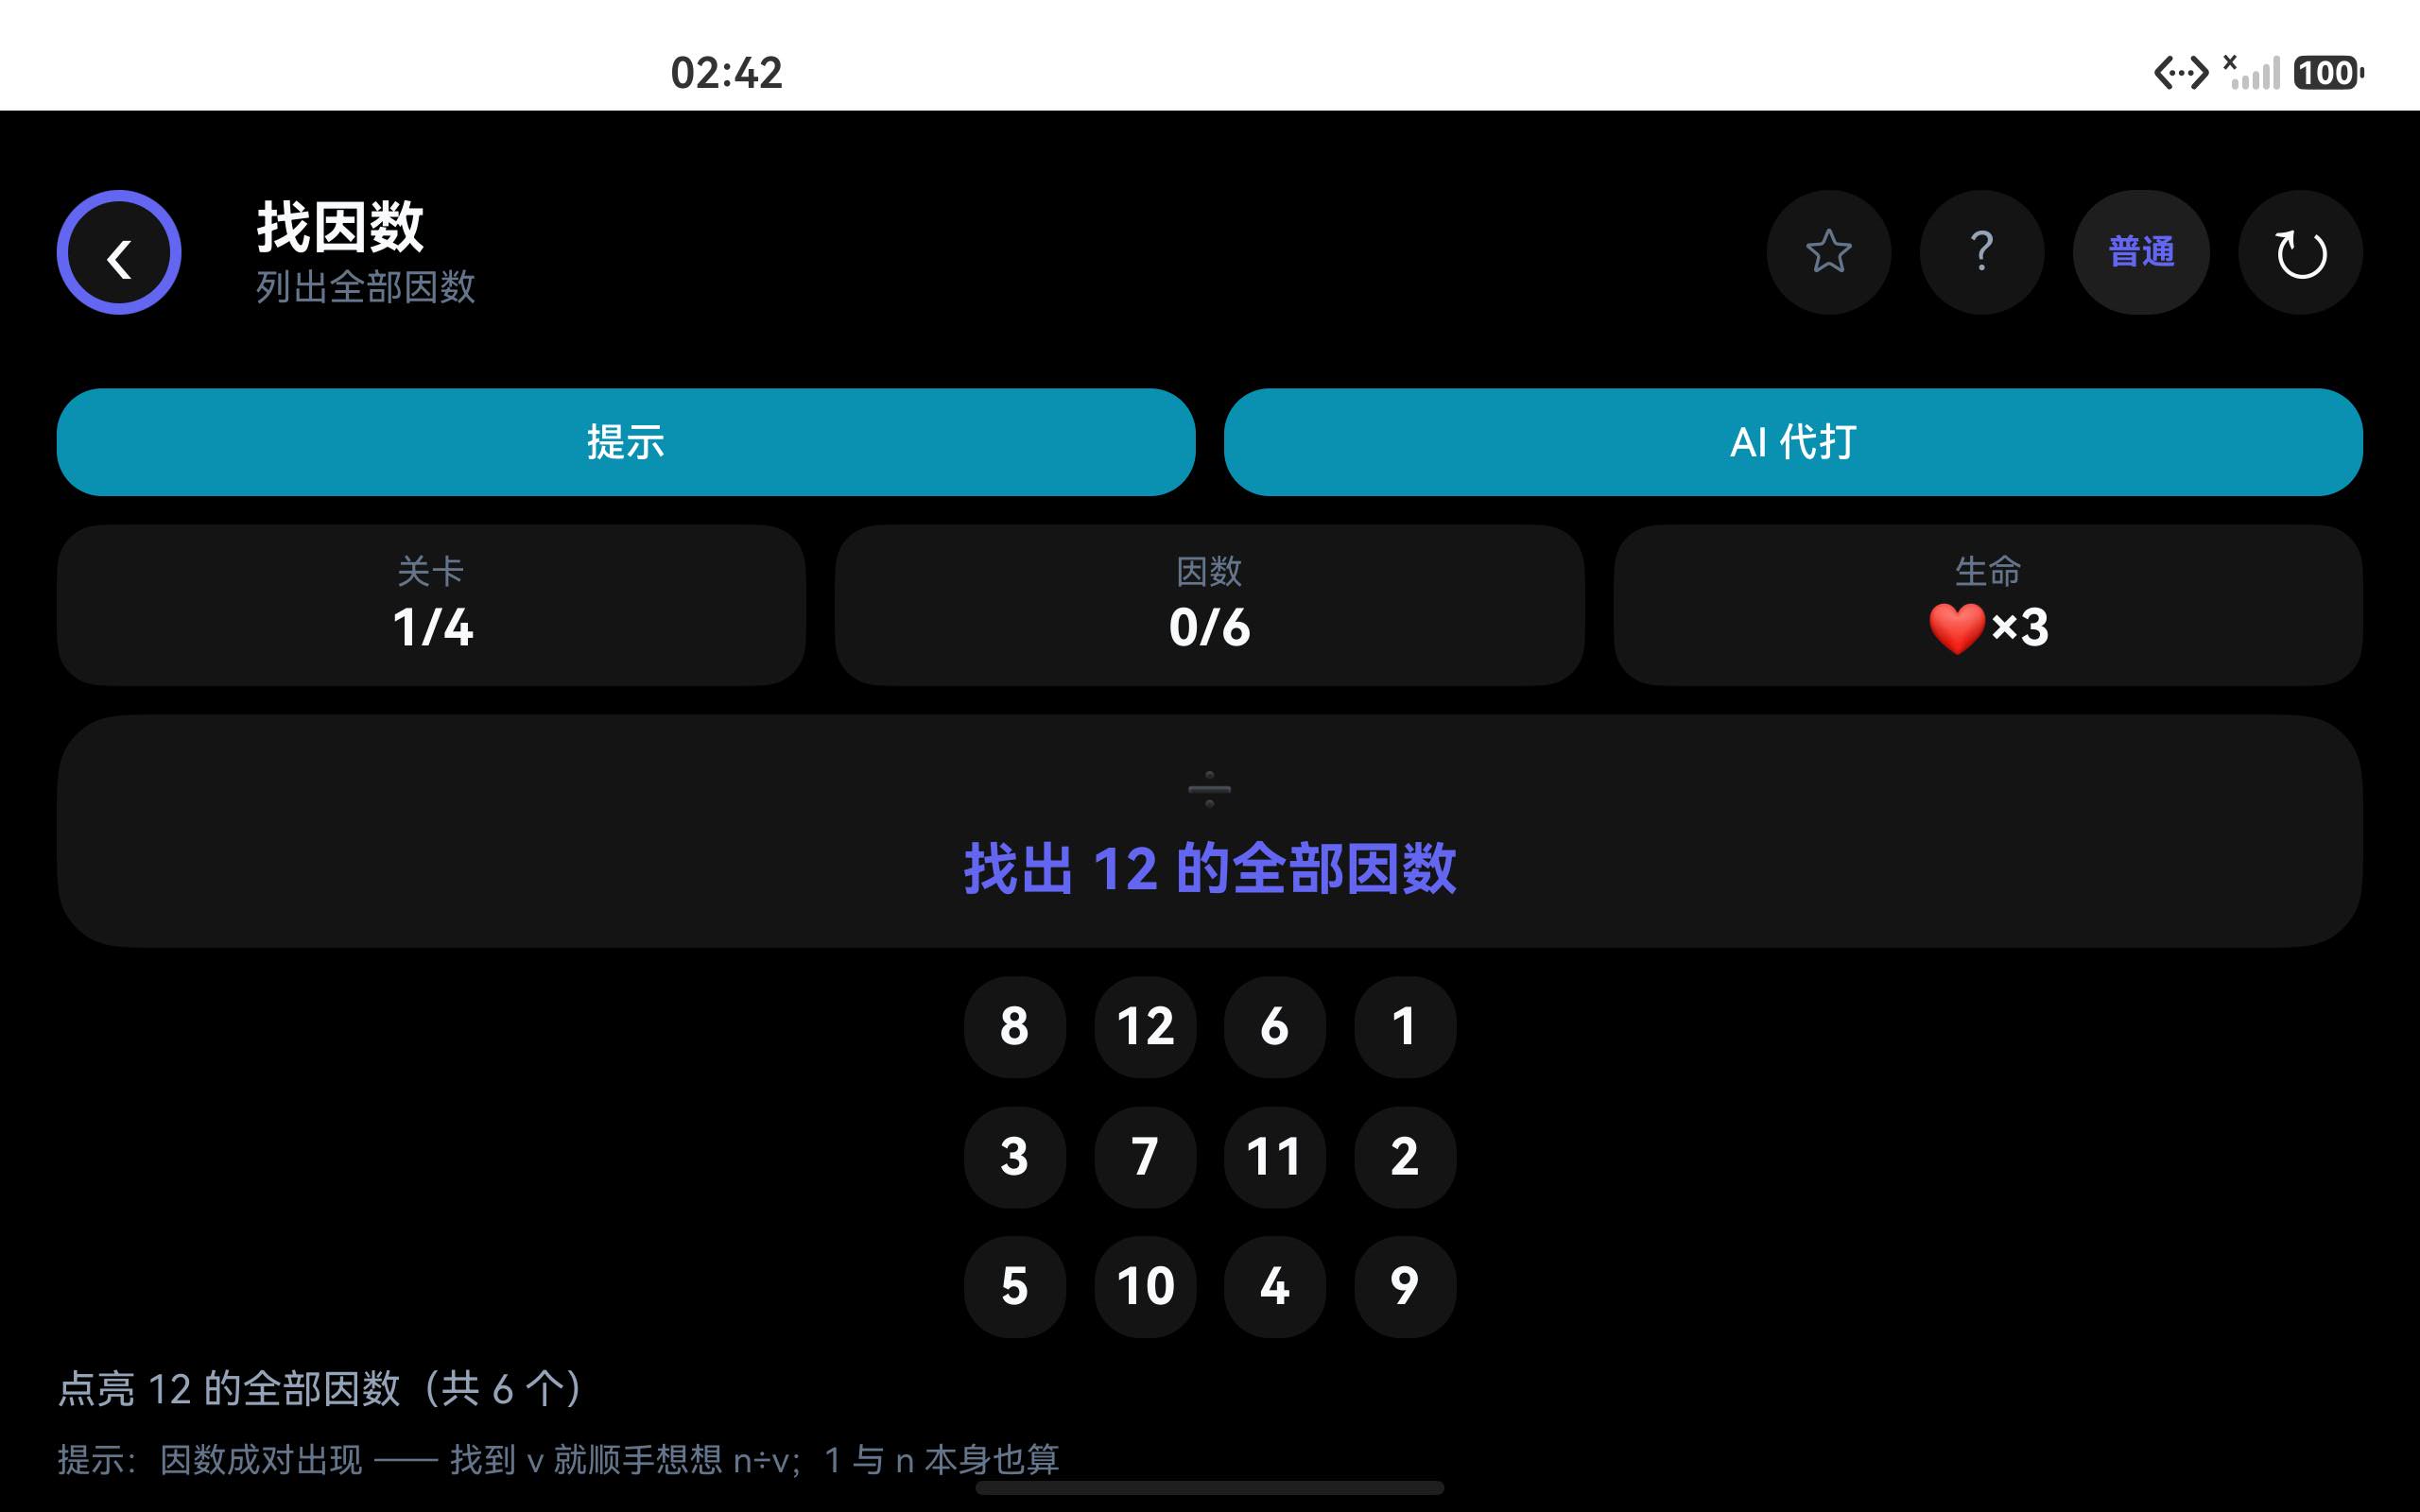 02:42
100
找因数
列出全部因数
?
普通
提示
AI 代打
关卡
1/4
因数
0/6
生命
❤️×3
÷
找出 12 的全部因数
8 12 6 1
3 7 11 2
5 10 4 9
点亮 12 的全部因数（共 6 个）
提示：因数成对出现 —— 找到 v 就顺手想想 n÷v；1 与 n 本身也算